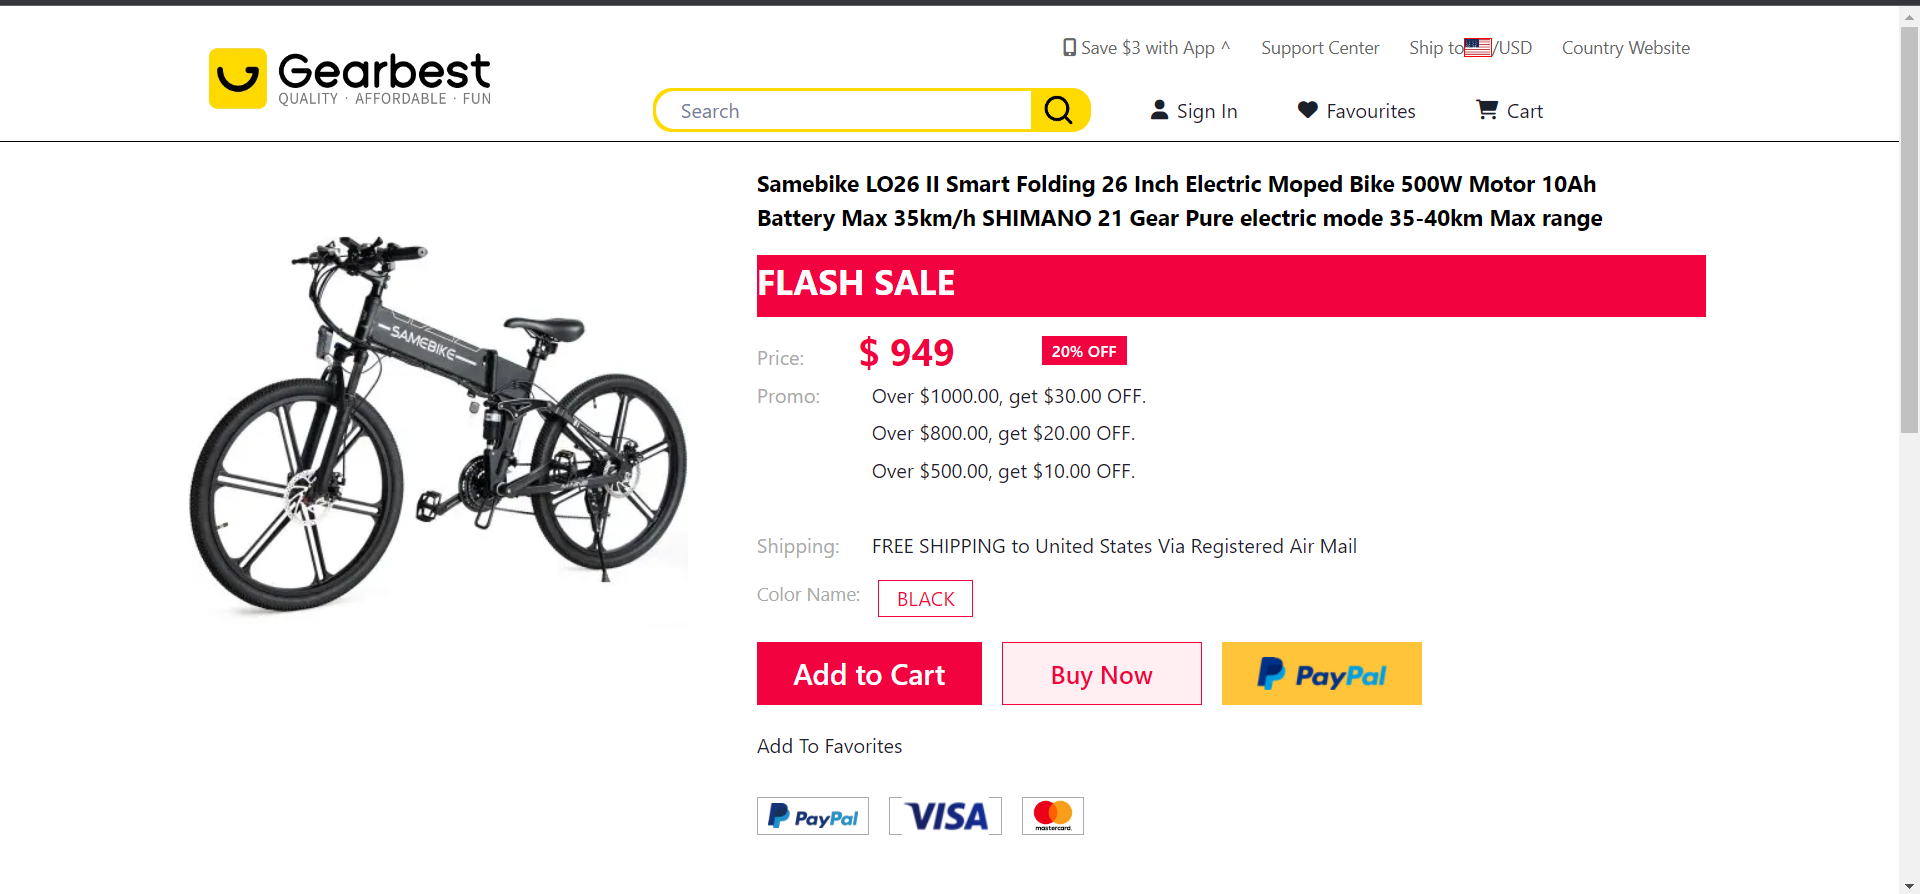 Gearbest
QUALITY · AFFORDABLE · FUN
Save $3 with App ^
Support Center
Ship to/USD
Country Website
Search
Sign In
Favourites
Cart
Samebike LO26 II Smart Folding 26 Inch Electric Moped Bike 500W Motor 10Ah
Battery Max 35km/h SHIMANO 21 Gear Pure electric mode 35-40km Max range
SAMEBIKE
FLASH SALE
Price: $ 949 20% OFF
Promo: Over $1000.00, get $30.00 OFF.
Over $800.00, get $20.00 OFF.
Over $500.00, get $10.00 OFF.
Shipping: FREE SHIPPING to United States Via Registered Air Mail
Color Name: BLACK
Add to Cart
Buy Now
PayPal
Add To Favorites
PayPal
VISA
mastercard.